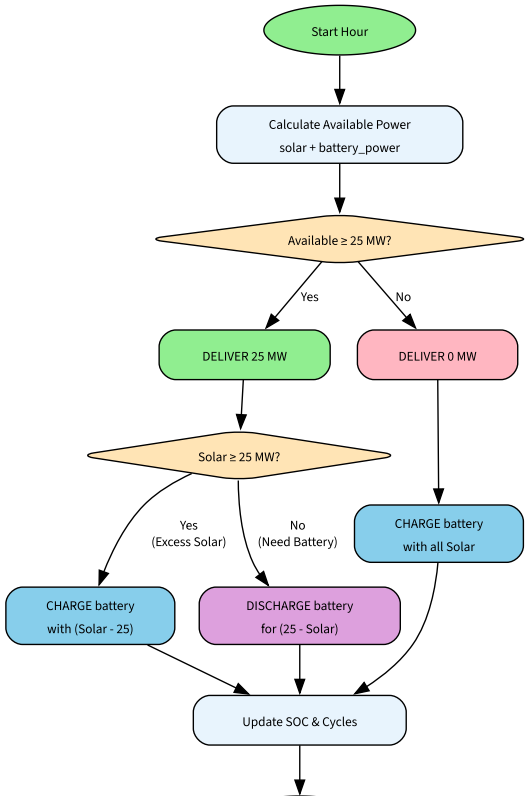 Start Hour
Calculate Available Power
solar + battery_power
Available ≥ 25 MW?
Yes
No
DELIVER 25 MW
DELIVER 0 MW
Solar ≥ 25 MW?
Yes
(Excess Solar)
No
(Need Battery)
CHARGE battery
with all Solar
CHARGE battery
with (Solar - 25)
DISCHARGE battery
for (25 - Solar)
Update SOC & Cycles